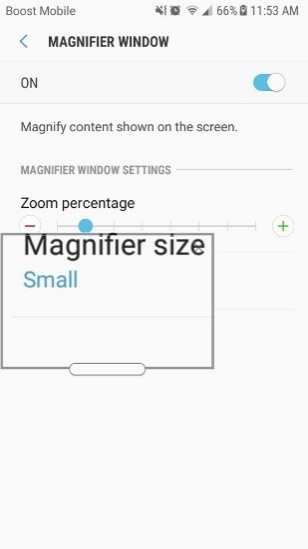 Boost Mobile 66% 11:53 AM
MAGNIFIER WINDOW
ON
Magnify content shown on the screen.
MAGNIFIER WINDOW SETTINGS
Zoom percentage
Magnifier size
Small